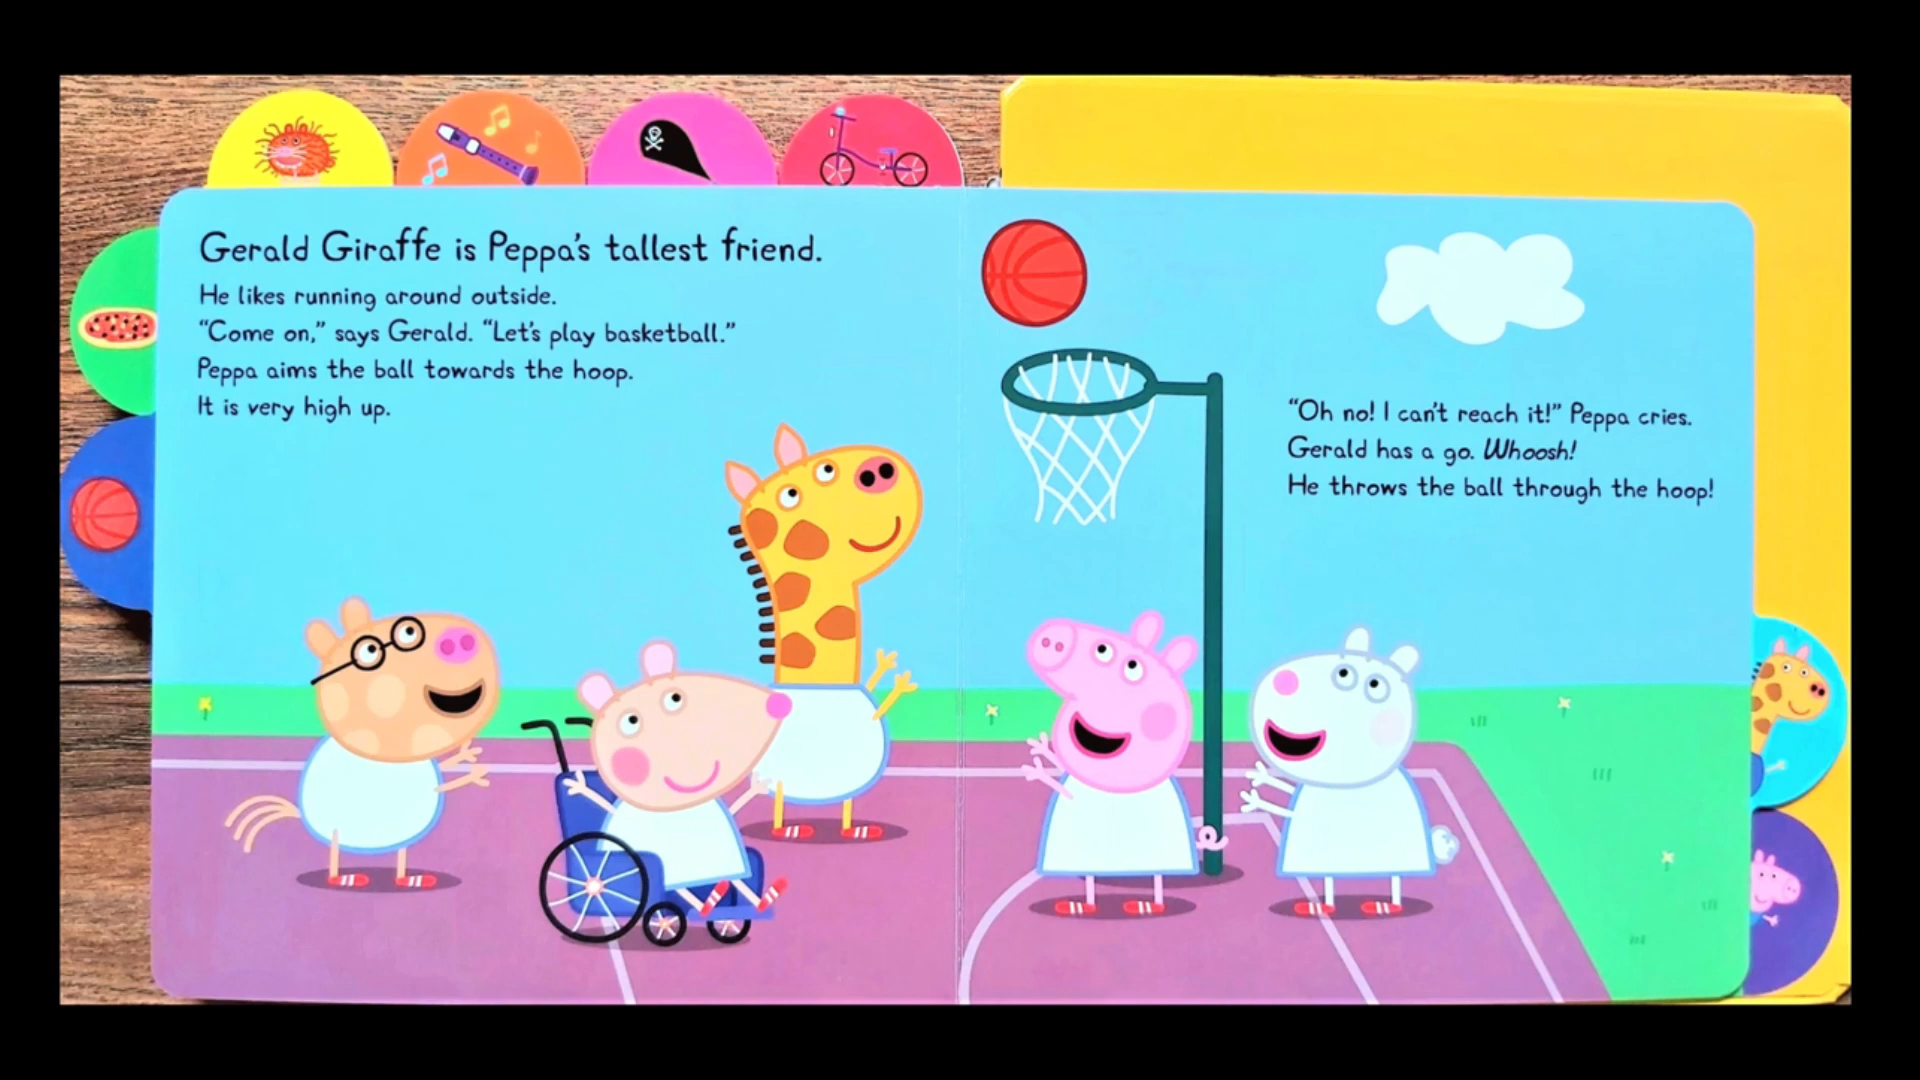 Gerald Giraffe is Peppa's tallest friend.
He likes running around outside.
"Come on," says Gerald. "Let's play basketball."
Peppa aims the ball towards the hoop.
It is very high up.
"Oh no! I can't reach it!" Peppa cries.
Gerald has a go. Whoosh!
He throws the ball through the hoop!